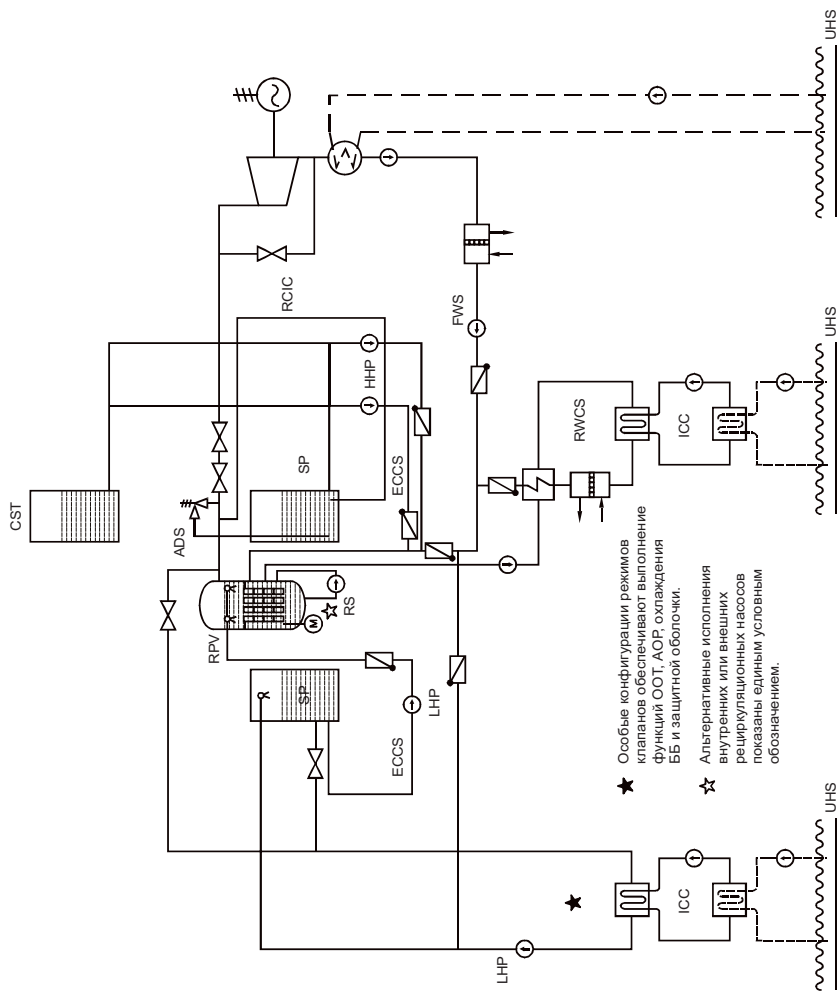 CST
ADS
RPV
RCIC
SP
SP
RS
HHP
ECCS
ECCS
LHP
FWS
LHP
RWCS
Особые конфигурации режимов
клапанов обеспечивают выполнение
функций ООТ, АОР, охлаждения
ББ и защитной оболочки.
Альтернативные исполнения
внутренних или внешних
рециркуляционных насосов
показаны единым условным
обозначением.
M
ICC
ICC
UHS
UHS
UHS